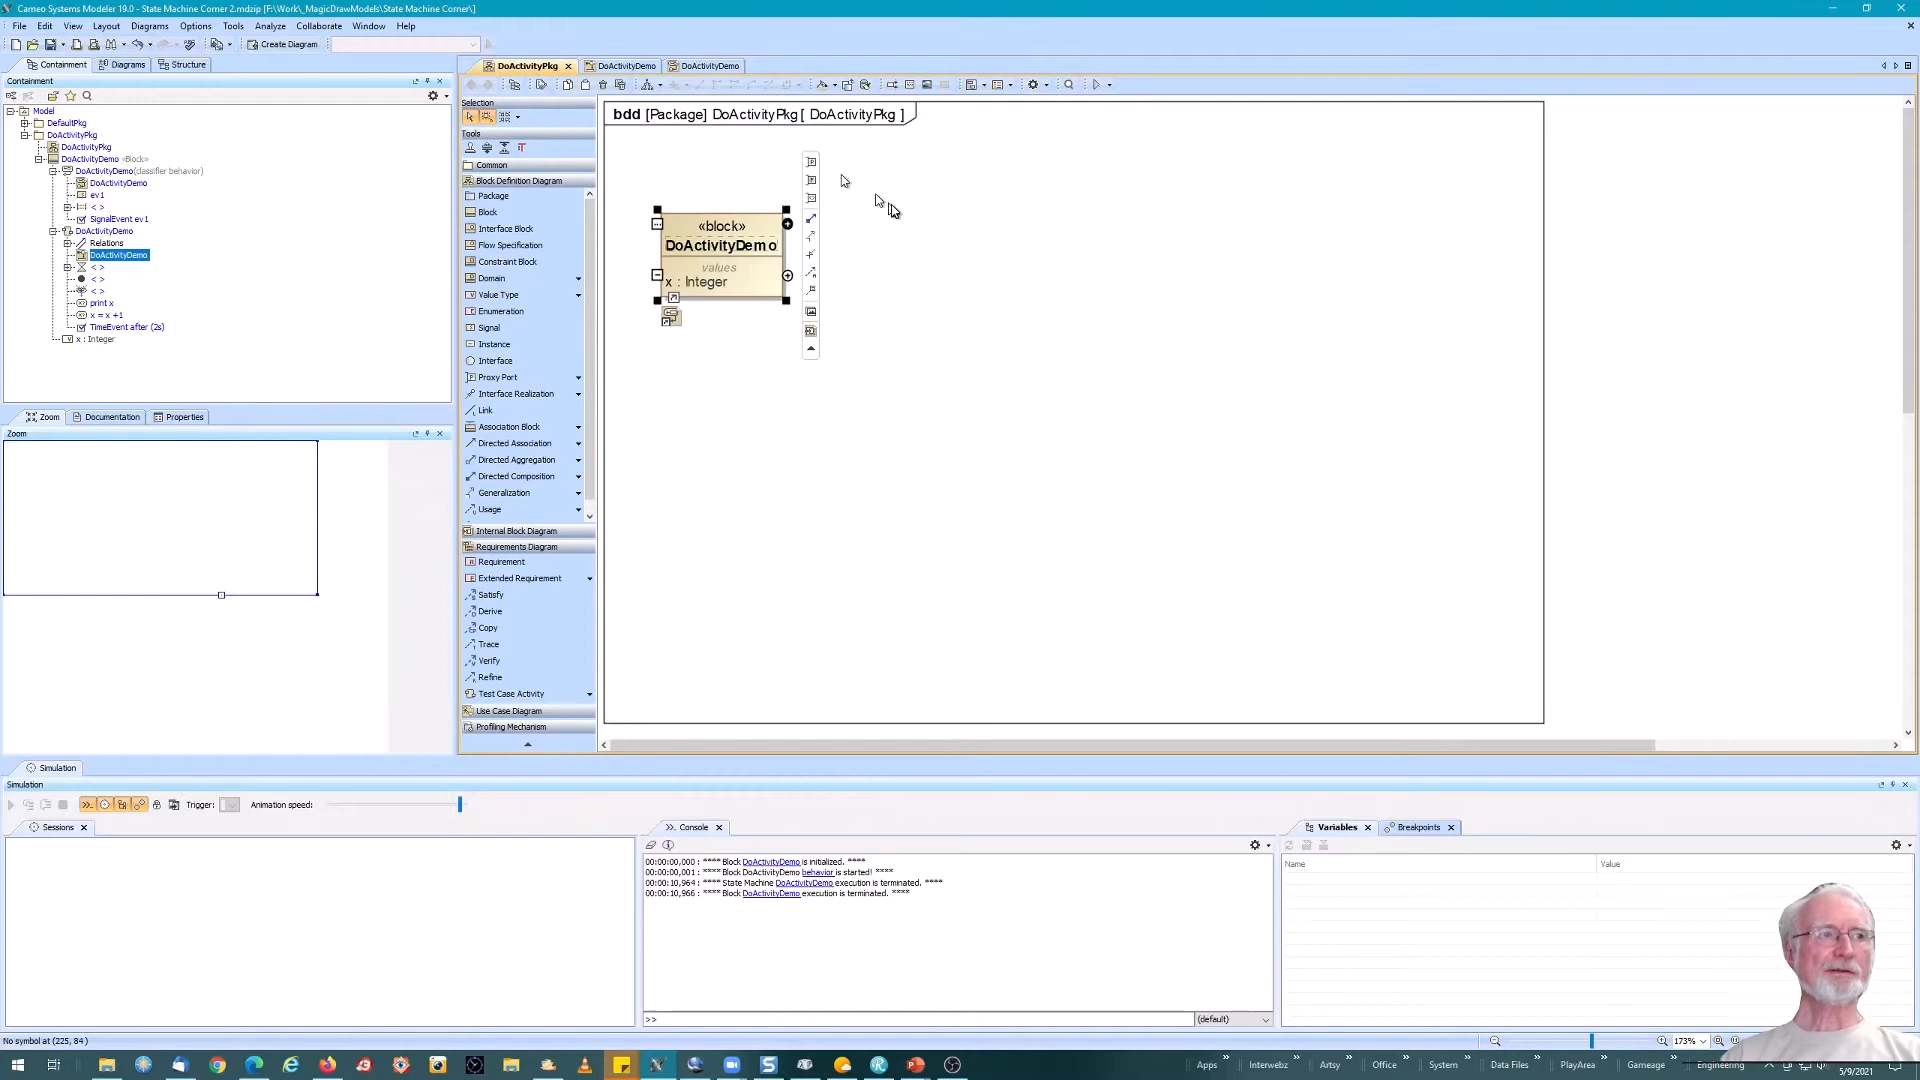 Cameo Systems Modeler 19.0 - State Machine Corner 2.mdzip [F:\Work\_MagicDrawModels\State Machine Corner\]
File Edit View Layout Diagrams Options Tools Analyze Collaborate Window Help
Create Diagram
Containment Diagrams Structure
DoActivityPkg DoActivityDemo DoActivityDemo
Containment
Model
DefaultPkg
DoActivityPkg
DoActivityPkg
DoActivityDemo «Block»
DoActivityDemo(classifier behavior)
DoActivityDemo
ev1
< >
SignalEvent ev1
DoActivityDemo
Relations
DoActivityDemo
< >
< >
< >
print x
x = x +1
TimeEvent after (2s)
x : Integer
Zoom Documentation Properties
Zoom
Selection
Tools
Common
Block Definition Diagram
Package
Block
Interface Block
Flow Specification
Constraint Block
Domain
Value Type
Enumeration
Signal
Instance
Interface
Proxy Port
Interface Realization
Link
Association Block
Directed Association
Directed Aggregation
Directed Composition
Generalization
Usage
Internal Block Diagram
Requirements Diagram
Requirement
Extended Requirement
Satisfy
Derive
Copy
Trace
Verify
Refine
Test Case Activity
Use Case Diagram
Profiling Mechanism
bdd [Package] DoActivityPkg[ DoActivityPkg ]
«block»
DoActivityDemo
values
x : Integer
Simulation
Simulation
Trigger: Animation speed:
Sessions
Console
00:00:00,000 : **** Block DoActivityDemo is initialized. ****
00:00:00,001 : **** Block DoActivityDemo behavior is started! ****
00:00:10,964 : **** State Machine DoActivityDemo execution is terminated. ****
00:00:10,966 : **** Block DoActivityDemo execution is terminated. ****
>> (default)
Variables Breakpoints
Name Value
No symbol at (225, 84)
173%
Apps Interwebz Artsy Office System Data Files PlayArea Gameage Engineering
5/9/2021